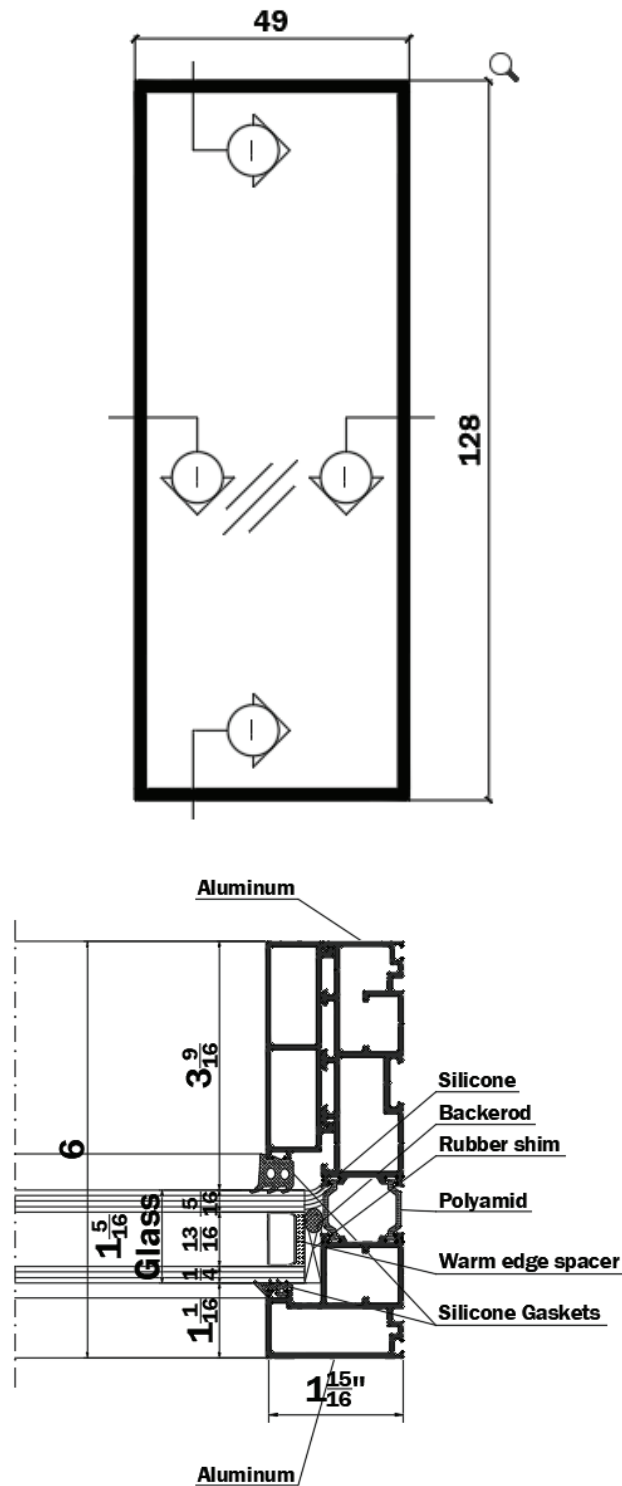 49
128
I
I
I
I
Aluminum
3 9/16
6
Silicone
Backerod
Rubber shim
Polyamid
Warm edge spacer
Silicone Gaskets
1 5/16
Glass
5/16
13/16
1/4
1 1/16
1 15/16"
Aluminum